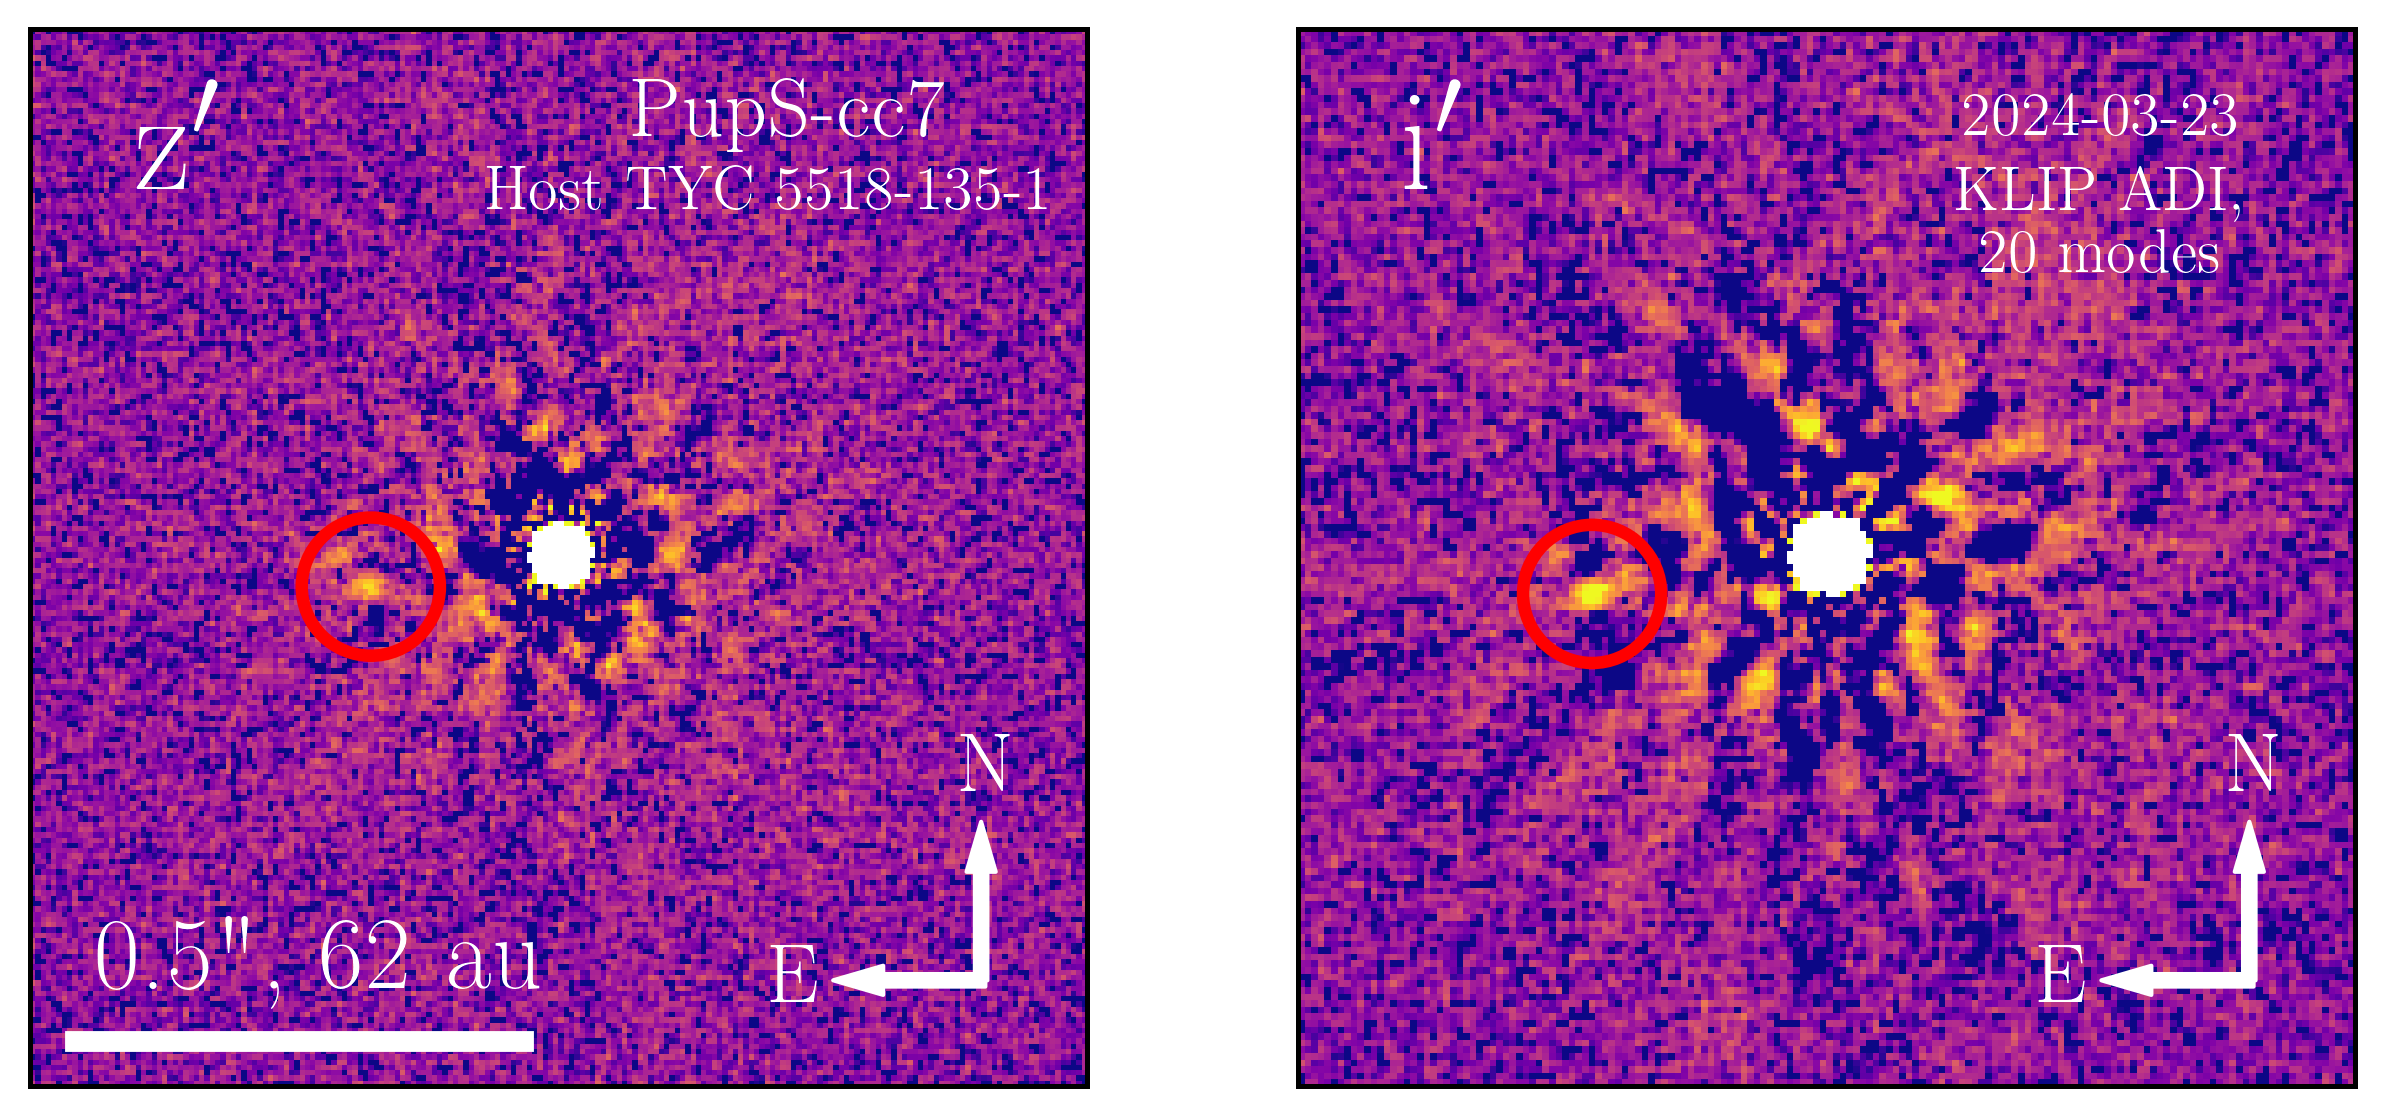 z′
PupS-cc7
Host TYC 5518-135-1
N
E
0.5", 62 au
i′
2024-03-23
KLIP ADI,
20 modes
N
E